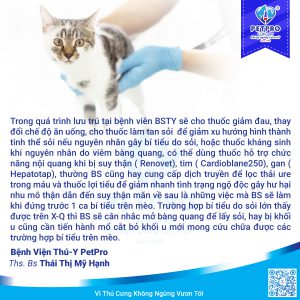 PETPRO
Trong quá trình lưu trú tại bệnh viên BSTY sẽ cho thuốc giảm đau, thay
đổi chế độ ăn uống, cho thuốc làm tan sỏi để giảm xu hướng hình thành
tinh thể sỏi nếu nguyên nhân gây bí tiểu do sỏi, hoặc thuốc kháng sinh
khi nguyên nhân do viêm bàng quang, có thể dùng thuốc hỗ trợ chức
năng nội quang khi bị suy thận ( Renovet), tim ( Cardioblane250), gan (
Hepatotap), thường BS cũng hay cung cấp dịch truyền để lọc thải ure
trong máu và thuốc lợi tiểu để giảm nhanh tình trạng ngộ độc gây hư hại
nhu mô thận dẫn đến suy thận mãn về sau là những việc mà BS sẽ làm
khi đứng trước 1 ca bí tiểu trên mèo. Trường hợp bí tiểu do sỏi lớn thấy
được trên X-Q thì BS sẽ cân nhắc mở bàng quang để lấy sỏi, hay bị khối
u cũng cần tiến hành mổ cắt bỏ khối u mới mong cứu chữa được các
trường hợp bí tiểu trên mèo.
Bệnh Viện Thú-Y PetPro
Ths. Bs Thái Thị Mỹ Hạnh
Vì Thú Cưng Không Ngừng Vươn Tới